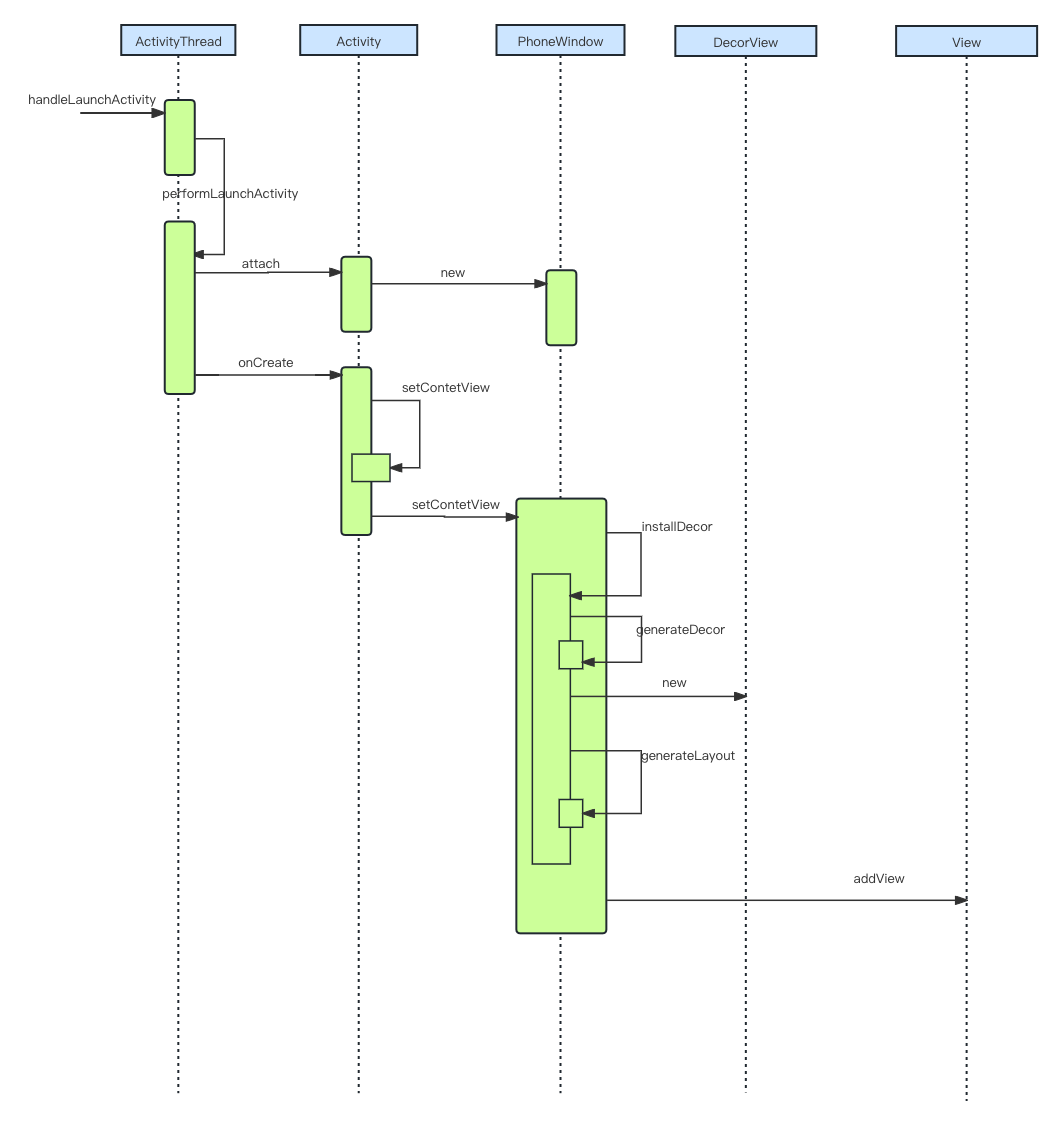 ActivityThread
Activity
PhoneWindow
DecorView
View
handleLaunchActivity
performLaunchActivity
attach
new
onCreate
setContetView
setContetView
installDecor
generateDecor
new
generateLayout
addView